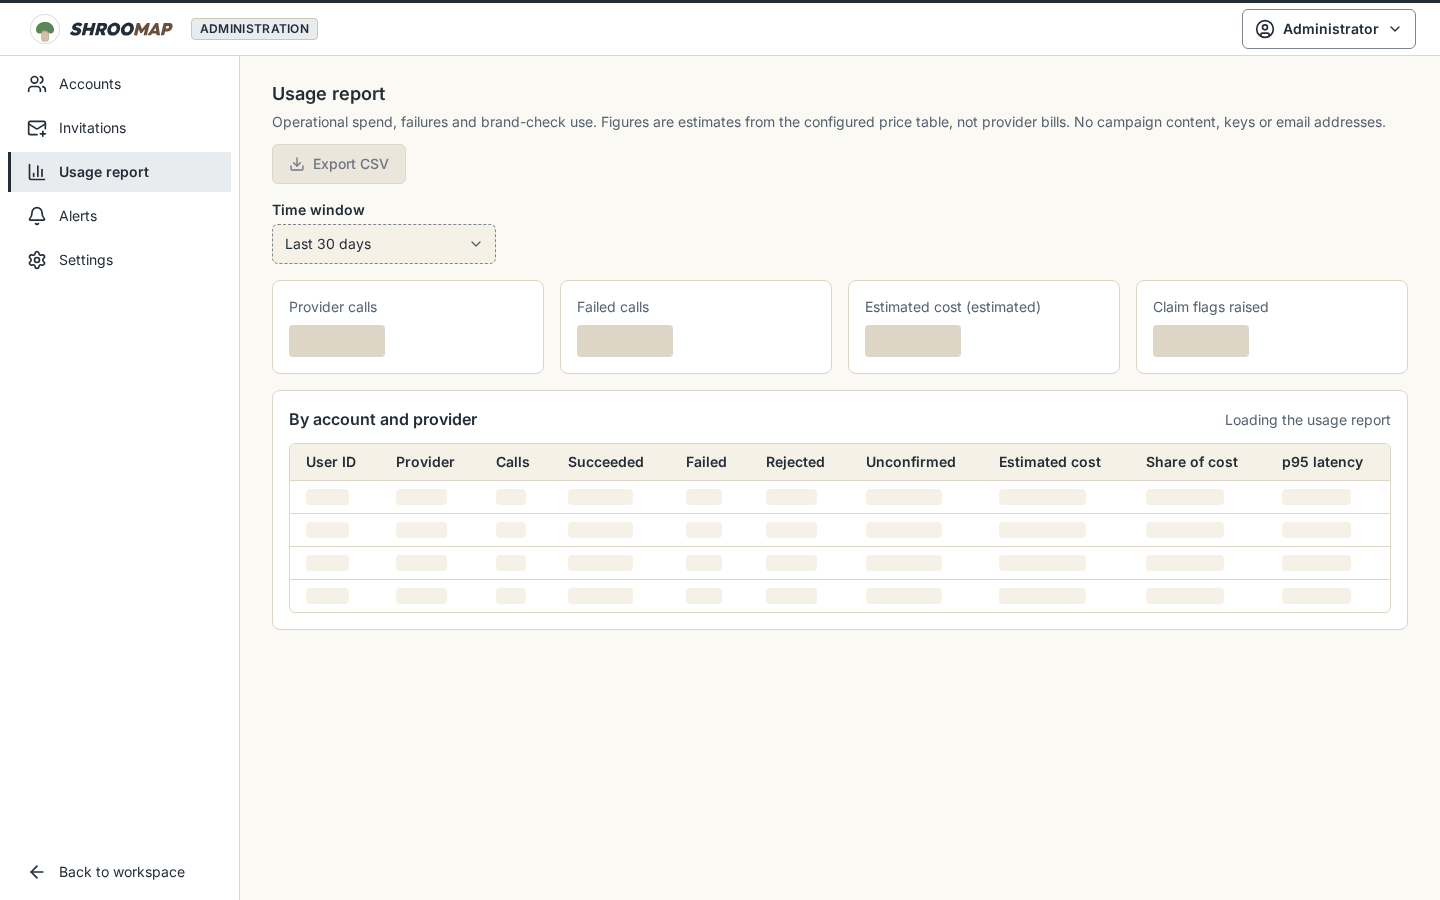 SHROOMAP
ADMINISTRATION
Administrator
Accounts
Invitations
Usage report
Alerts
Settings
Back to workspace
Usage report
Operational spend, failures and brand-check use. Figures are estimates from the configured price table, not provider bills. No campaign content, keys or email addresses.
Export CSV
Time window
Last 30 days
Provider calls
Failed calls
Estimated cost (estimated)
Claim flags raised
By account and provider
Loading the usage report
User ID Provider Calls Succeeded Failed Rejected Unconfirmed Estimated cost Share of cost p95 latency